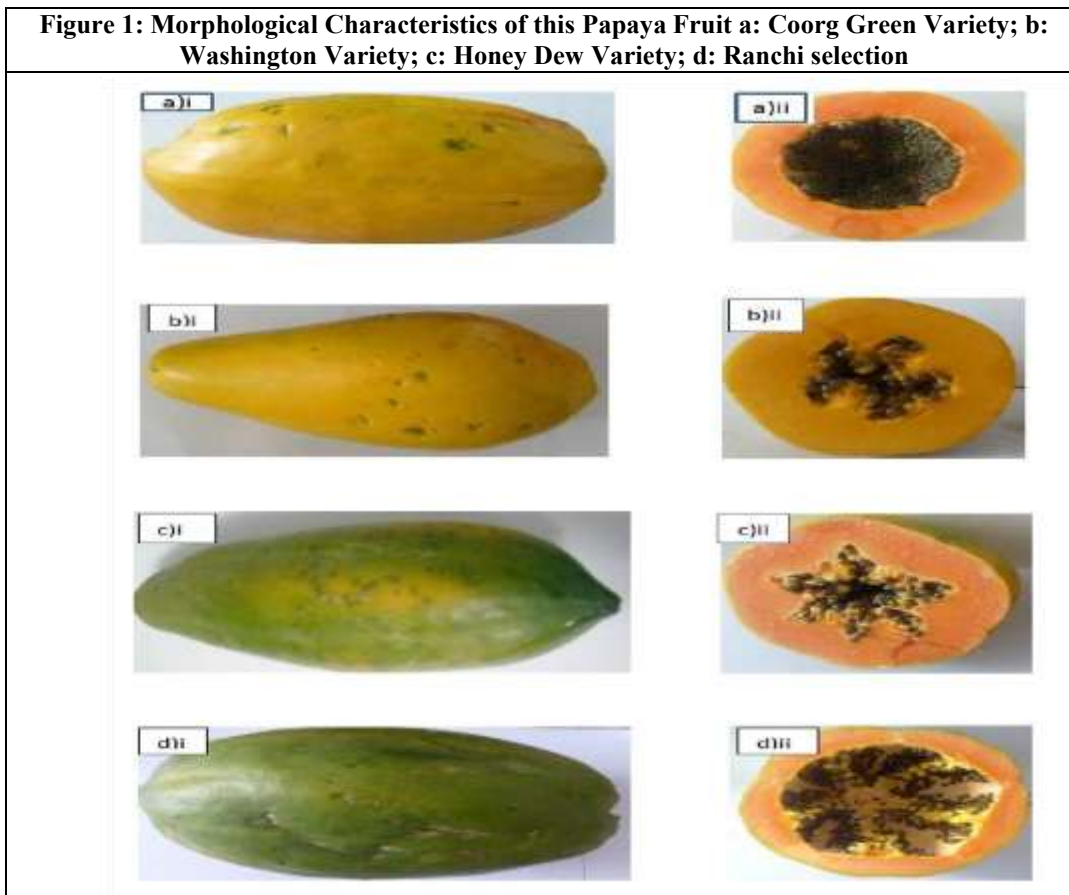 Figure 1: Morphological Characteristics of this Papaya Fruit a: Coorg Green Variety; b:
Washington Variety; c: Honey Dew Variety; d: Ranchi selection
a)i
a)ii
b)i
b)ii
c)i
c)ii
d)i
d)ii